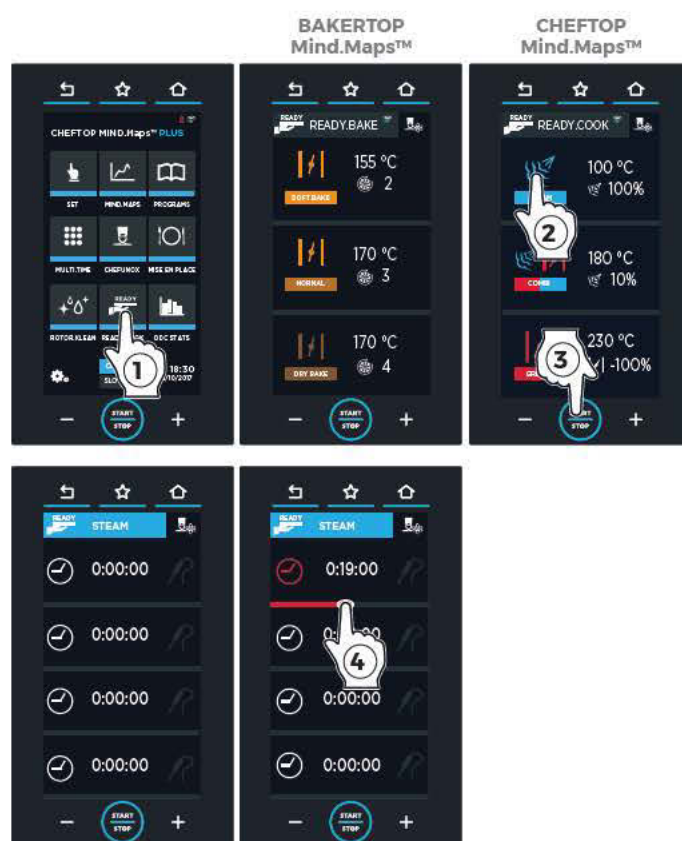 BAKERTOP
Mind.Maps™
CHEFTOP
Mind.Maps™
CHEFTOP MIND.Maps™ PLUS
SET
MIND.MAPS
PROGRAMS
MULTI.TIME
CHEFUNOX
MISE EN PLACE
READY
ROTOR.KLEAN
DDC STATS
18:30
1
START
STOP
READY
READY.BAKE
155 °C
2
SOFT BAKE
170 °C
3
NORMAL
170 °C
4
DRY BAKE
START
STOP
READY
READY.COOK
100 °C
100%
2
180 °C
10%
COMBI
230 °C
-100%
3
START
STOP
READY
STEAM
0:00:00
0:00:00
0:00:00
0:00:00
START
STOP
READY
STEAM
0:19:00
4
0:00:00
0:00:00
START
STOP